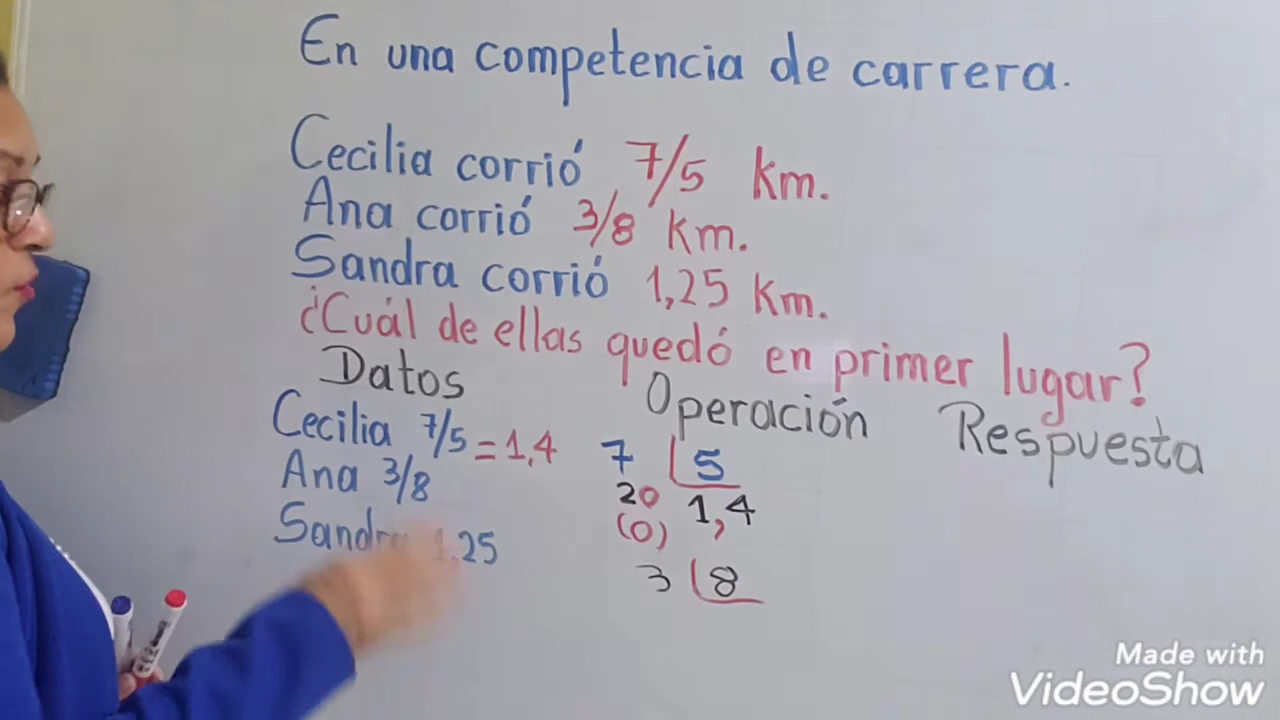 En una competencia de carrera.
Cecilia corrió 7/5 km.
Ana corrió 3/8 km.
Sandra corrió 1,25 Km.
¿Cuál de ellas quedó en primer lugar?
Datos Operación Respuesta
Cecilia 7/5 = 1,4
Ana 3/8
Sandra 1,25
7 5
20 1,4
(0)
3 8
Made with
VideoShow